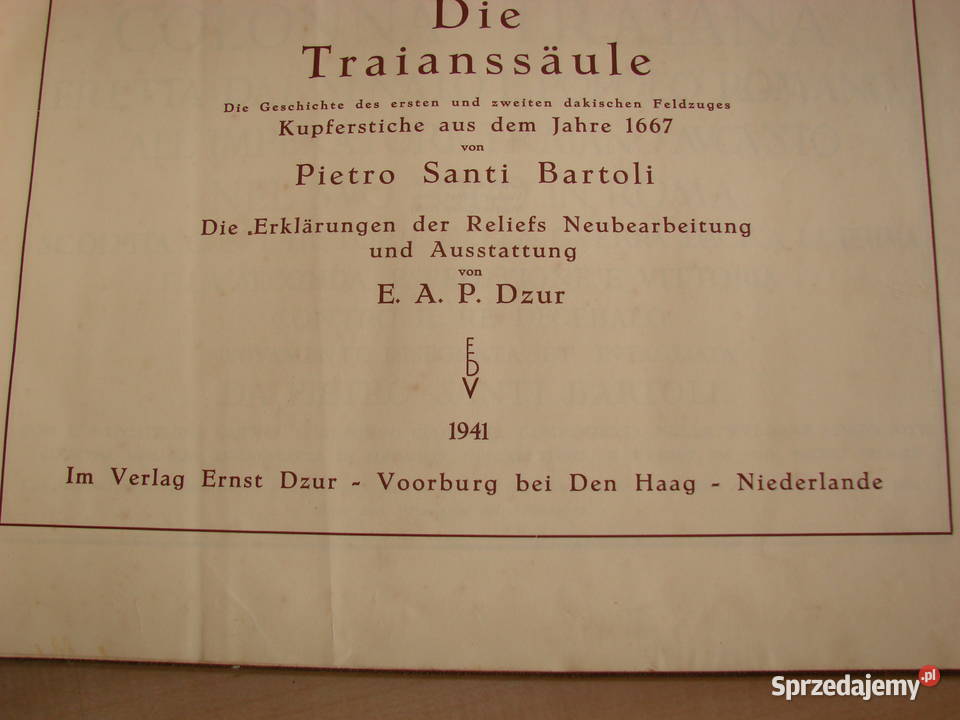 Die
Traianssäule
Die Geschichte des ersten und zweiten dakischen Feldzuges
Kupferstiche aus dem Jahre 1667
von
Pietro Santi Bartoli
Die Erklärungen der Reliefs Neubearbeitung
und Ausstattung
von
E. A. P. Dzur
E
D
V
1941
Im Verlag Ernst Dzur - Voorburg bei Den Haag - Niederlande
Sprzedajemy.pl